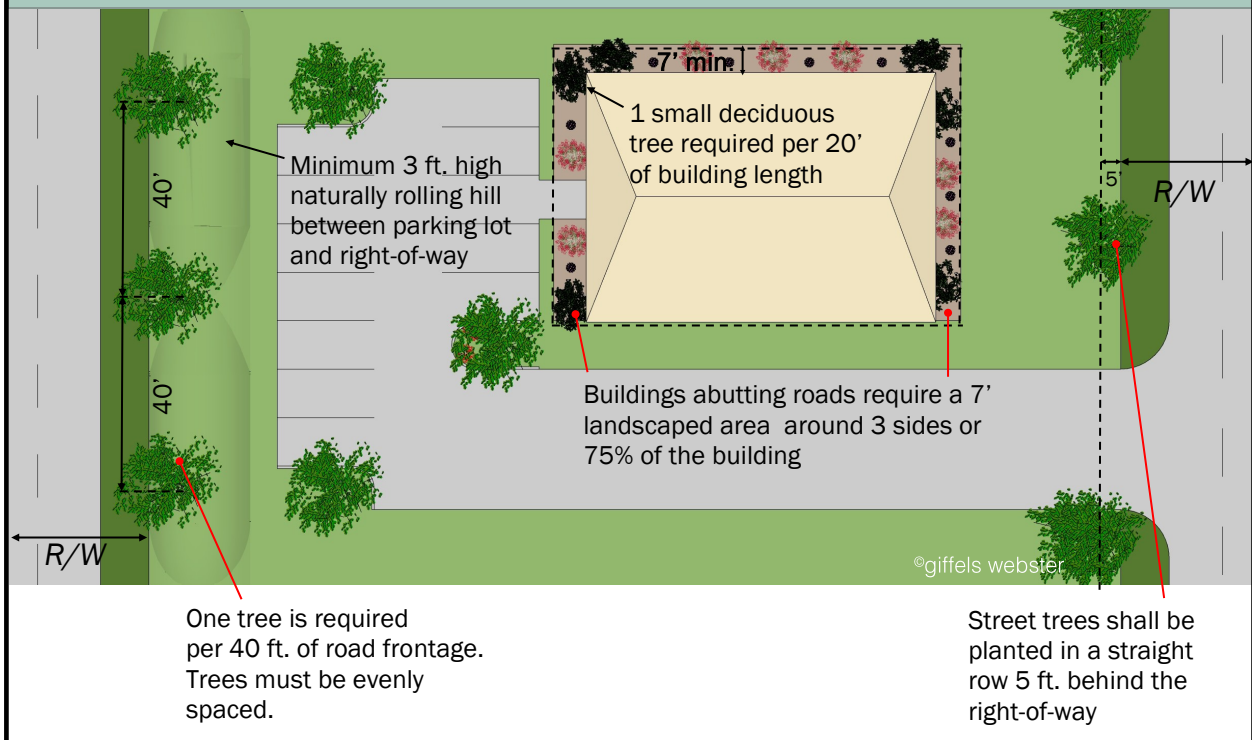 7’ min.
1 small deciduous
tree required per 20’
of building length
Minimum 3 ft. high
naturally rolling hill
between parking lot
and right-of-way
40’
40’
5’
R/W
Buildings abutting roads require a 7’
landscaped area around 3 sides or
75% of the building
R/W
©giffels webster
One tree is required
per 40 ft. of road frontage.
Trees must be evenly
spaced.
Street trees shall be
planted in a straight
row 5 ft. behind the
right-of-way